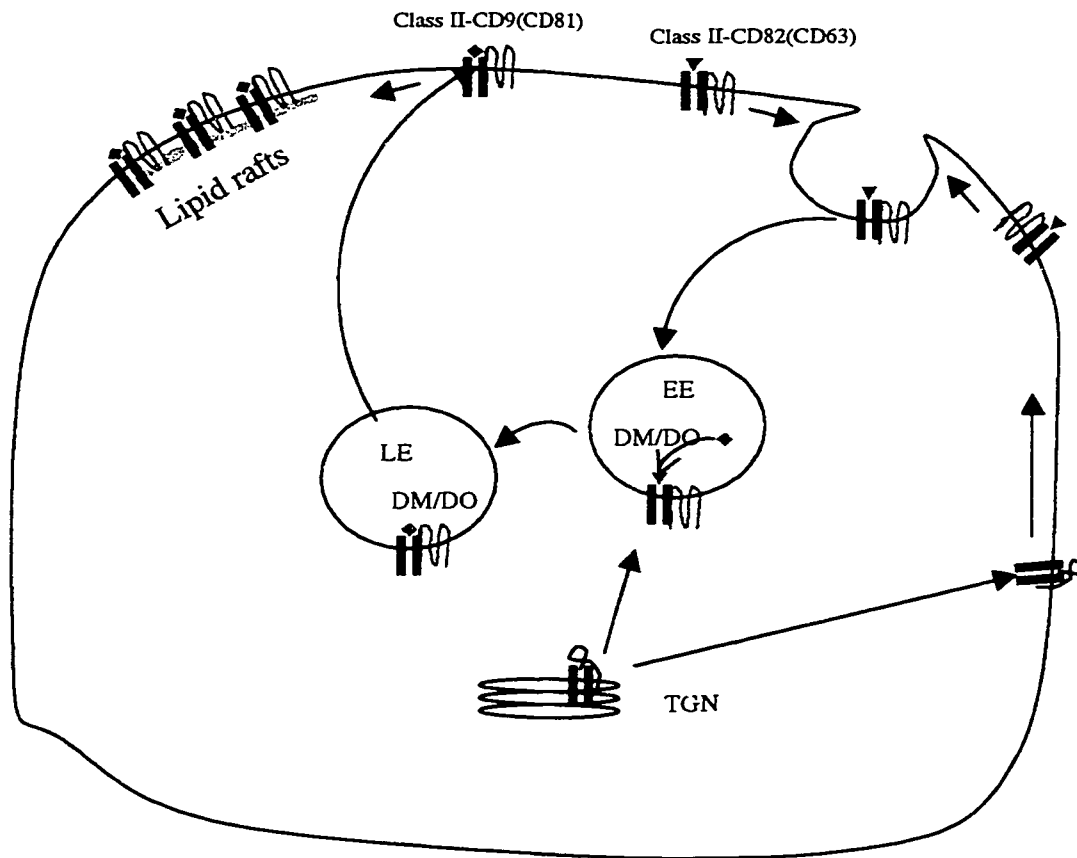 Class II-CD9(CD81)
Class II-CD82(CD63)
Lipid rafts
EE
DM/DO
LE
DM/DO
TGN